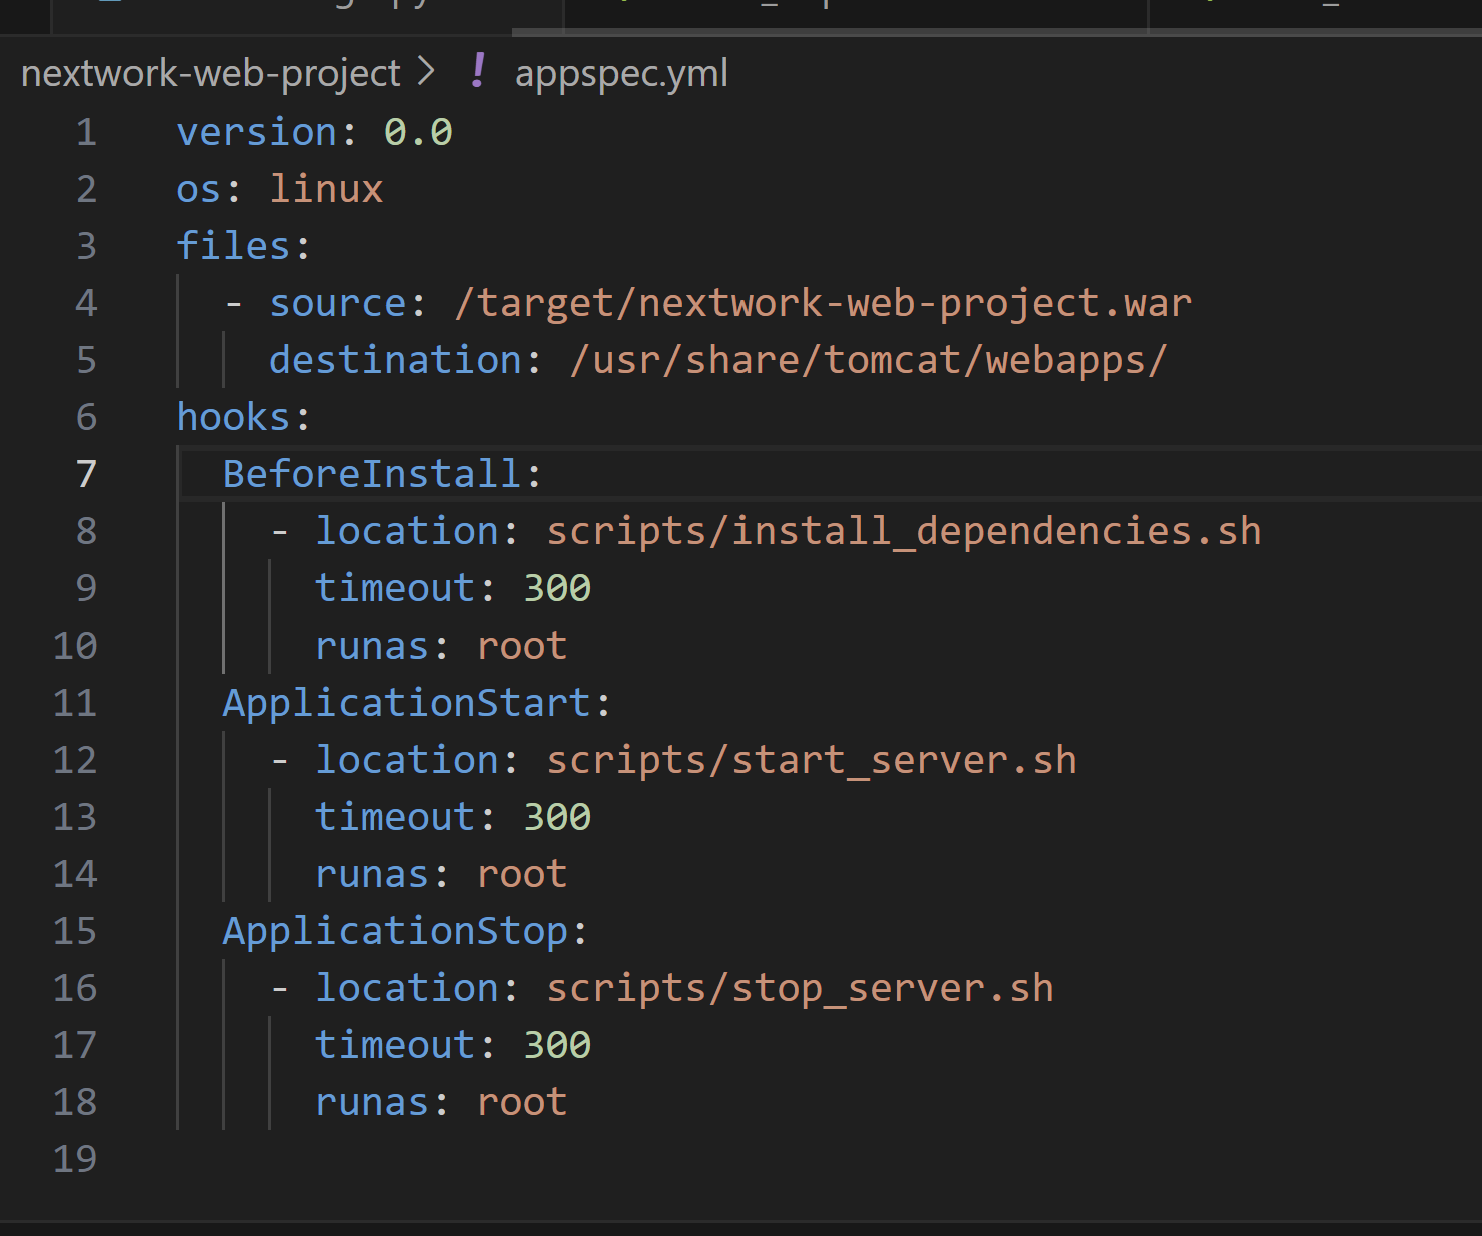 nextwork-web-project > ! appspec.yml
1 version: 0.0
2 os: linux
3 files:
4   - source: /target/nextwork-web-project.war
5     destination: /usr/share/tomcat/webapps/
6 hooks:
7   BeforeInstall:
8     - location: scripts/install_dependencies.sh
9       timeout: 300
10       runas: root
11   ApplicationStart:
12     - location: scripts/start_server.sh
13       timeout: 300
14       runas: root
15   ApplicationStop:
16     - location: scripts/stop_server.sh
17       timeout: 300
18       runas: root
19